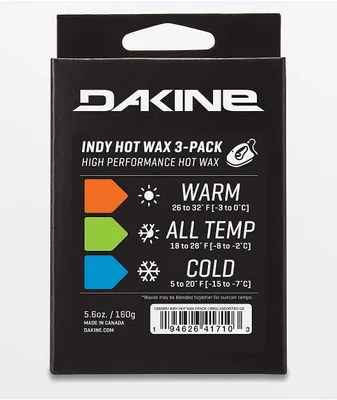 DAKINE
INDY HOT WAX 3-PACK
HIGH PERFORMANCE HOT WAX
WARM
26 to 32° F [-3 to 0°C]
ALL TEMP
18 to 28° F [-8 to -2°C]
COLD
5 to 20° F [-15 to -7°C]
*Waxes may be blended together for custom temps
5.6oz. / 160g
MADE IN CANADA
DAKINE.COM
1 94626 41710 3